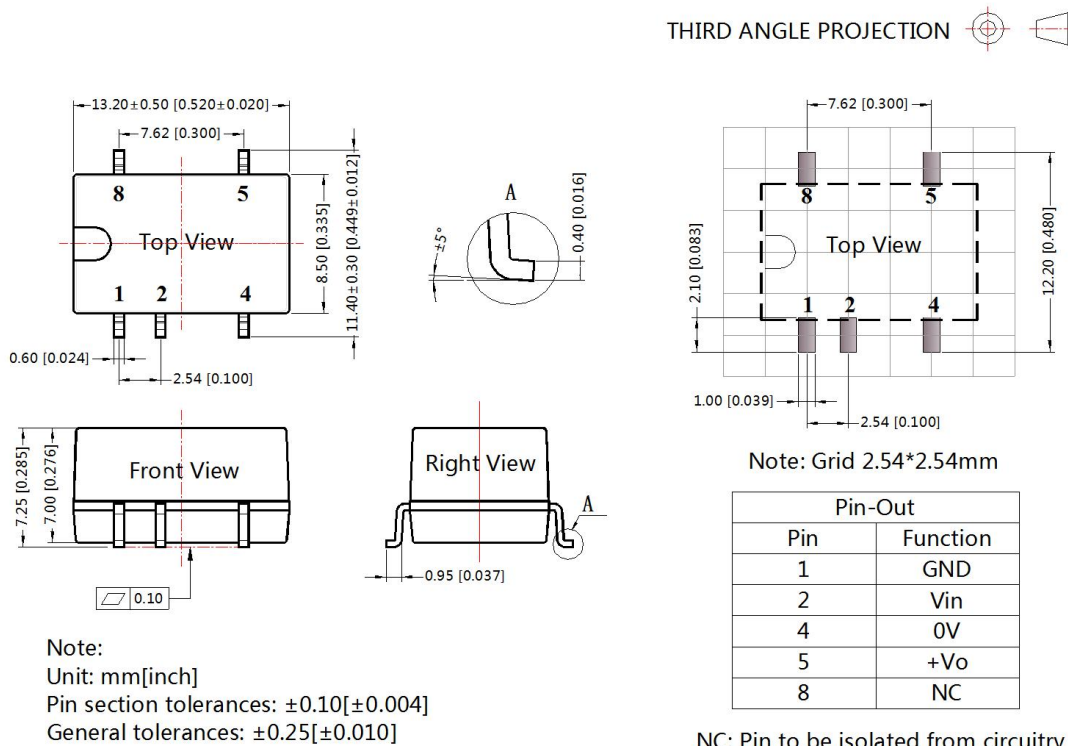 THIRD ANGLE PROJECTION
13.20±0.50 [0.520±0.020]
7.62 [0.300]
8 5
Top View
1 2 4
8.50 [0.335]
11.40±0.30 [0.449±0.012]
0.60 [0.024]
2.54 [0.100]
A
±5°
0.40 [0.016]
7.62 [0.300]
8 5
Top View
1 2 4
2.10 [0.083]
12.20 [0.480]
1.00 [0.039]
2.54 [0.100]
Note: Grid 2.54*2.54mm
7.25 [0.285]
7.00 [0.276]
Front View
0.10
Right View
A
0.95 [0.037]
Pin-Out
Pin Function
1 GND
2 Vin
4 0V
5 +Vo
8 NC
NC: Pin to be isolated from circuitry
Note:
Unit: mm[inch]
Pin section tolerances: ±0.10[±0.004]
General tolerances: ±0.25[±0.010]